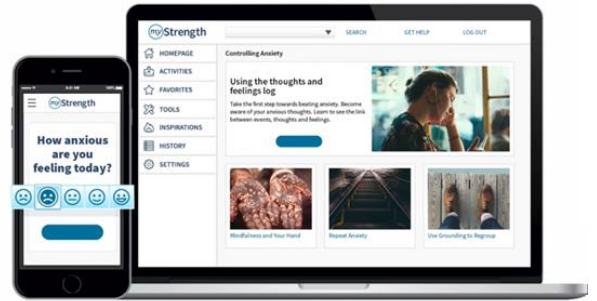 myStrength
SEARCH
GET HELP
LOG OUT
HOMEPAGE
ACTIVITIES
FAVORITES
TOOLS
INSPIRATIONS
HISTORY
SETTINGS
Controlling Anxiety
Using the thoughts and
feelings log
Take the first step towards beating anxiety. Become
aware of your anxious thoughts. Learn to see the link
between events, thoughts and feelings.
Mindfulness and Your Hand
Repeat Anxiety
Use Grounding to Regroup
myStrength
How anxious
are you
feeling today?